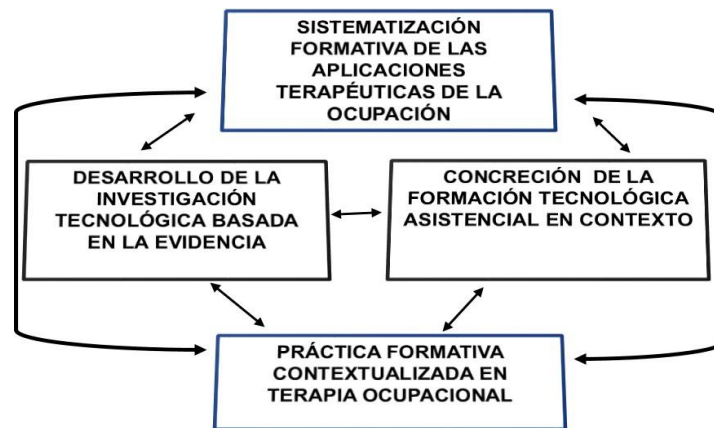 SISTEMATIZACIÓN
FORMATIVA DE LAS
APLICACIONES
TERAPÉUTICAS DE LA
OCUPACIÓN
DESARROLLO DE LA
INVESTIGACIÓN
TECNOLÓGICA BASADA
EN LA EVIDENCIA
CONCRECIÓN DE LA
FORMACIÓN TECNOLÓGICA
ASISTENCIAL EN CONTEXTO
PRÁCTICA FORMATIVA
CONTEXTUALIZADA EN
TERAPIA OCUPACIONAL